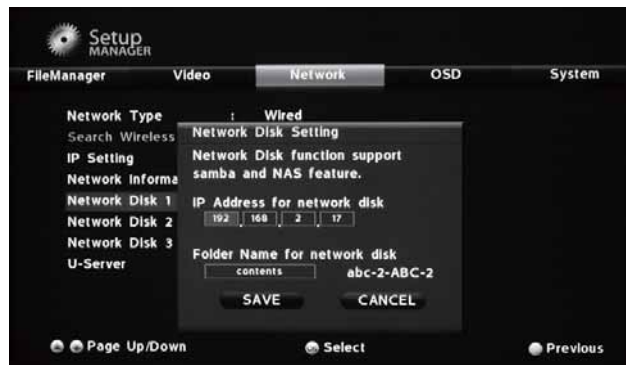 Setup
MANAGER
FileManager Video Network OSD System
Network Type : Wired
Search Wireless
Network Disk Setting
IP Setting
Network Disk function support
samba and NAS feature.
Network Informa
Network Disk 1
IP Address for network disk
192 . 168 . 2 . 17
Network Disk 2
Network Disk 3
Folder Name for network disk
U-Server
contents abc-2-ABC-2
SAVE CANCEL
Page Up/Down Select Previous